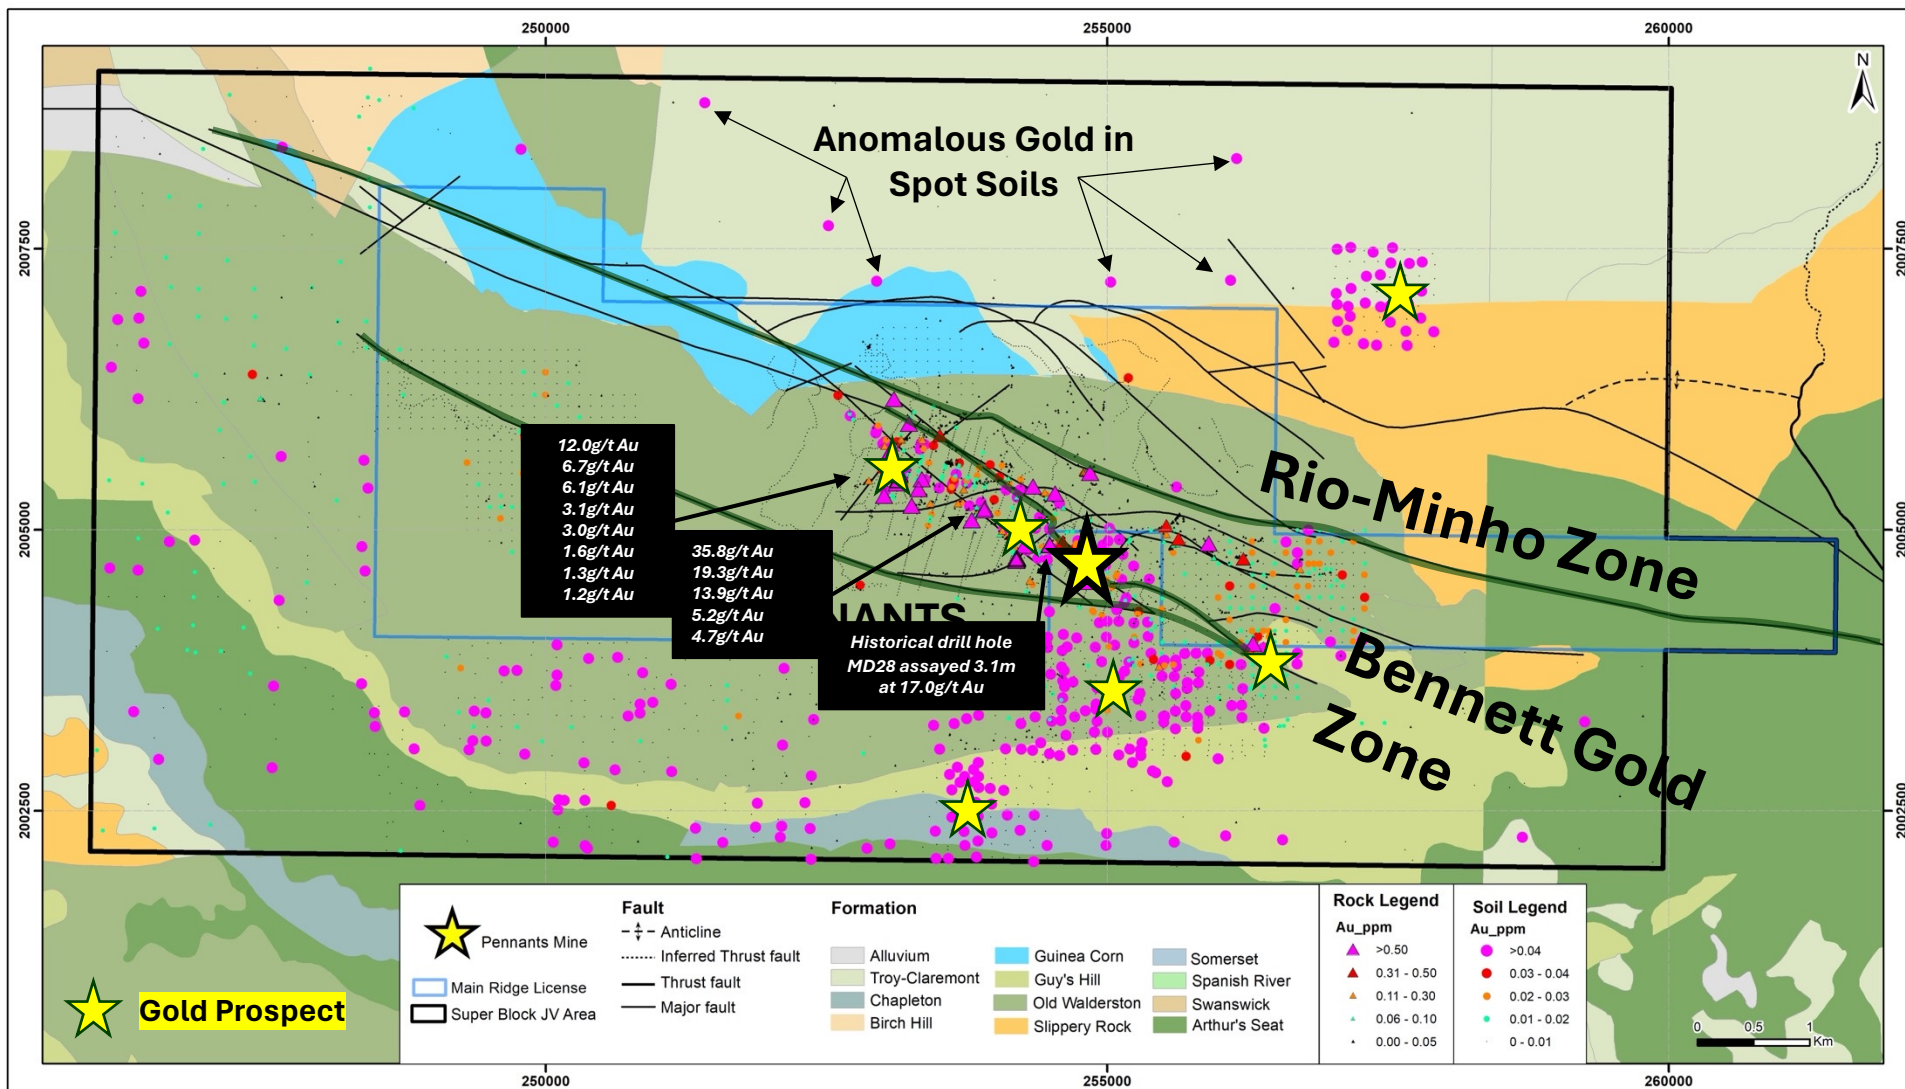 250000
255000
260000
N
Anomalous Gold in
Spot Soils
2007500
2007500
Rio-Minho Zone
12.0g/t Au
6.7g/t Au
6.1g/t Au
3.1g/t Au
3.0g/t Au
1.6g/t Au
1.3g/t Au
1.2g/t Au
2005000
2005000
35.8g/t Au
19.3g/t Au
13.9g/t Au
5.2g/t Au
4.7g/t Au
NANTS
Historical drill hole
MD28 assayed 3.1m
at 17.0g/t Au
Bennett Gold
Zone
2002500
2002500
Gold Prospect
Pennants Mine
Main Ridge License
Super Block JV Area
Fault
Anticline
Inferred Thrust fault
Thrust fault
Major fault
Formation
Alluvium
Troy-Claremont
Chapleton
Birch Hill
Guinea Corn
Guy's Hill
Old Walderston
Slippery Rock
Somerset
Spanish River
Swanswick
Arthur's Seat
Rock Legend
Au_ppm
>0.50
0.31 - 0.50
0.11 - 0.30
0.06 - 0.10
0.00 - 0.05
Soil Legend
Au_ppm
>0.04
0.03 - 0.04
0.02 - 0.03
0.01 - 0.02
0 - 0.01
0 0.5 1
Km
250000
255000
260000